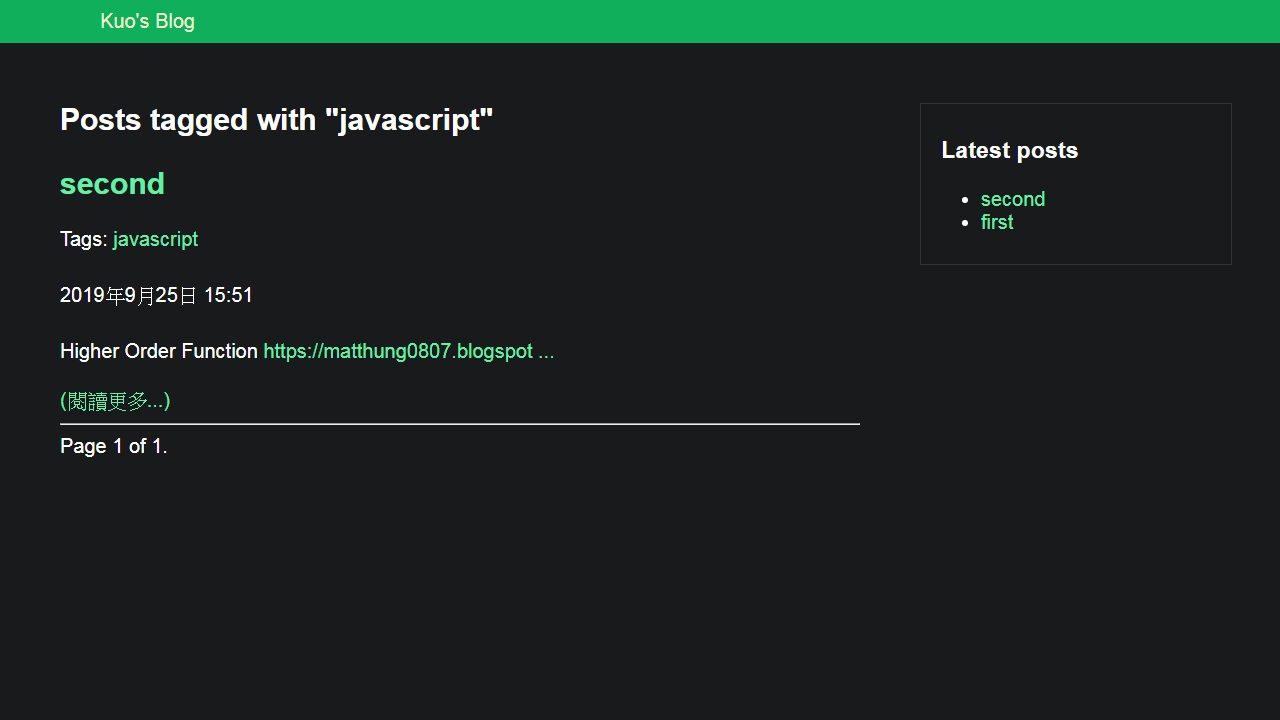 Kuo's Blog
Posts tagged with "javascript"
second
Tags: javascript
2019年9月25日 15:51
Higher Order Function https://matthung0807.blogspot ...
(閱讀更多...)
Page 1 of 1.
Latest posts
second
first